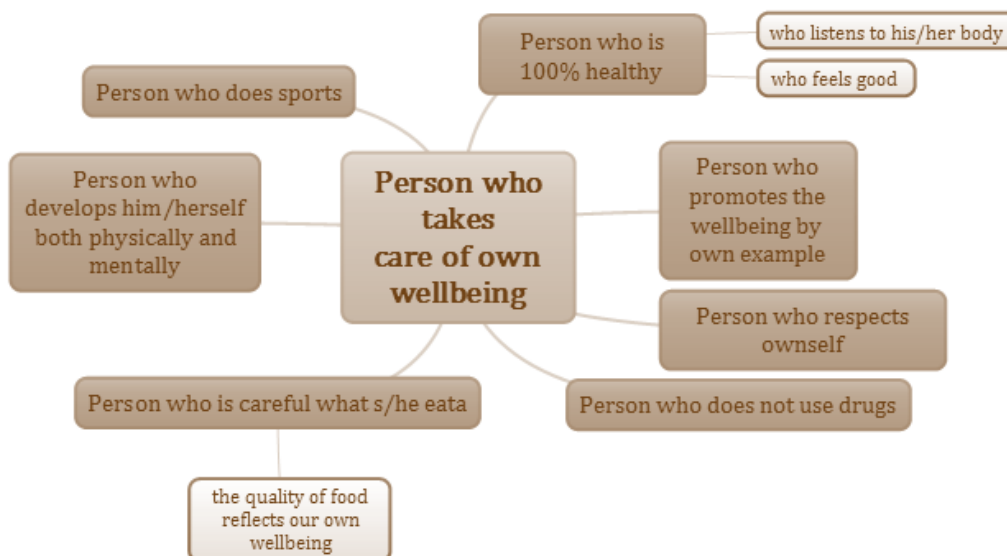 Person who is
100% healthy
who listens to his/her body
who feels good
Person who does sports
Person who
develops him/herself
both physically and
mentally
Person who
takes
care of own
wellbeing
Person who
promotes the
wellbeing by
own example
Person who respects
ownself
Person who is careful what s/he eata
Person who does not use drugs
the quality of food
reflects our own
wellbeing